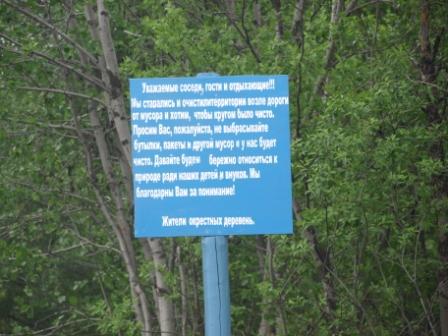 Уважаемые соседи, гости и отдыхающие!!!
Мы старались и очистилитерритории возле дороги
от мусора и хотим, чтобы кругом было чисто.
Просим Вас, пожалуйста, не выбрасывайте
бутылки, пакеты и другой мусор и у нас будет
чисто. Давайте будем бережно относиться к
природе ради наших детей и внуков. Мы
благодарны Вам за понимание!
Жители окрестных деревень.